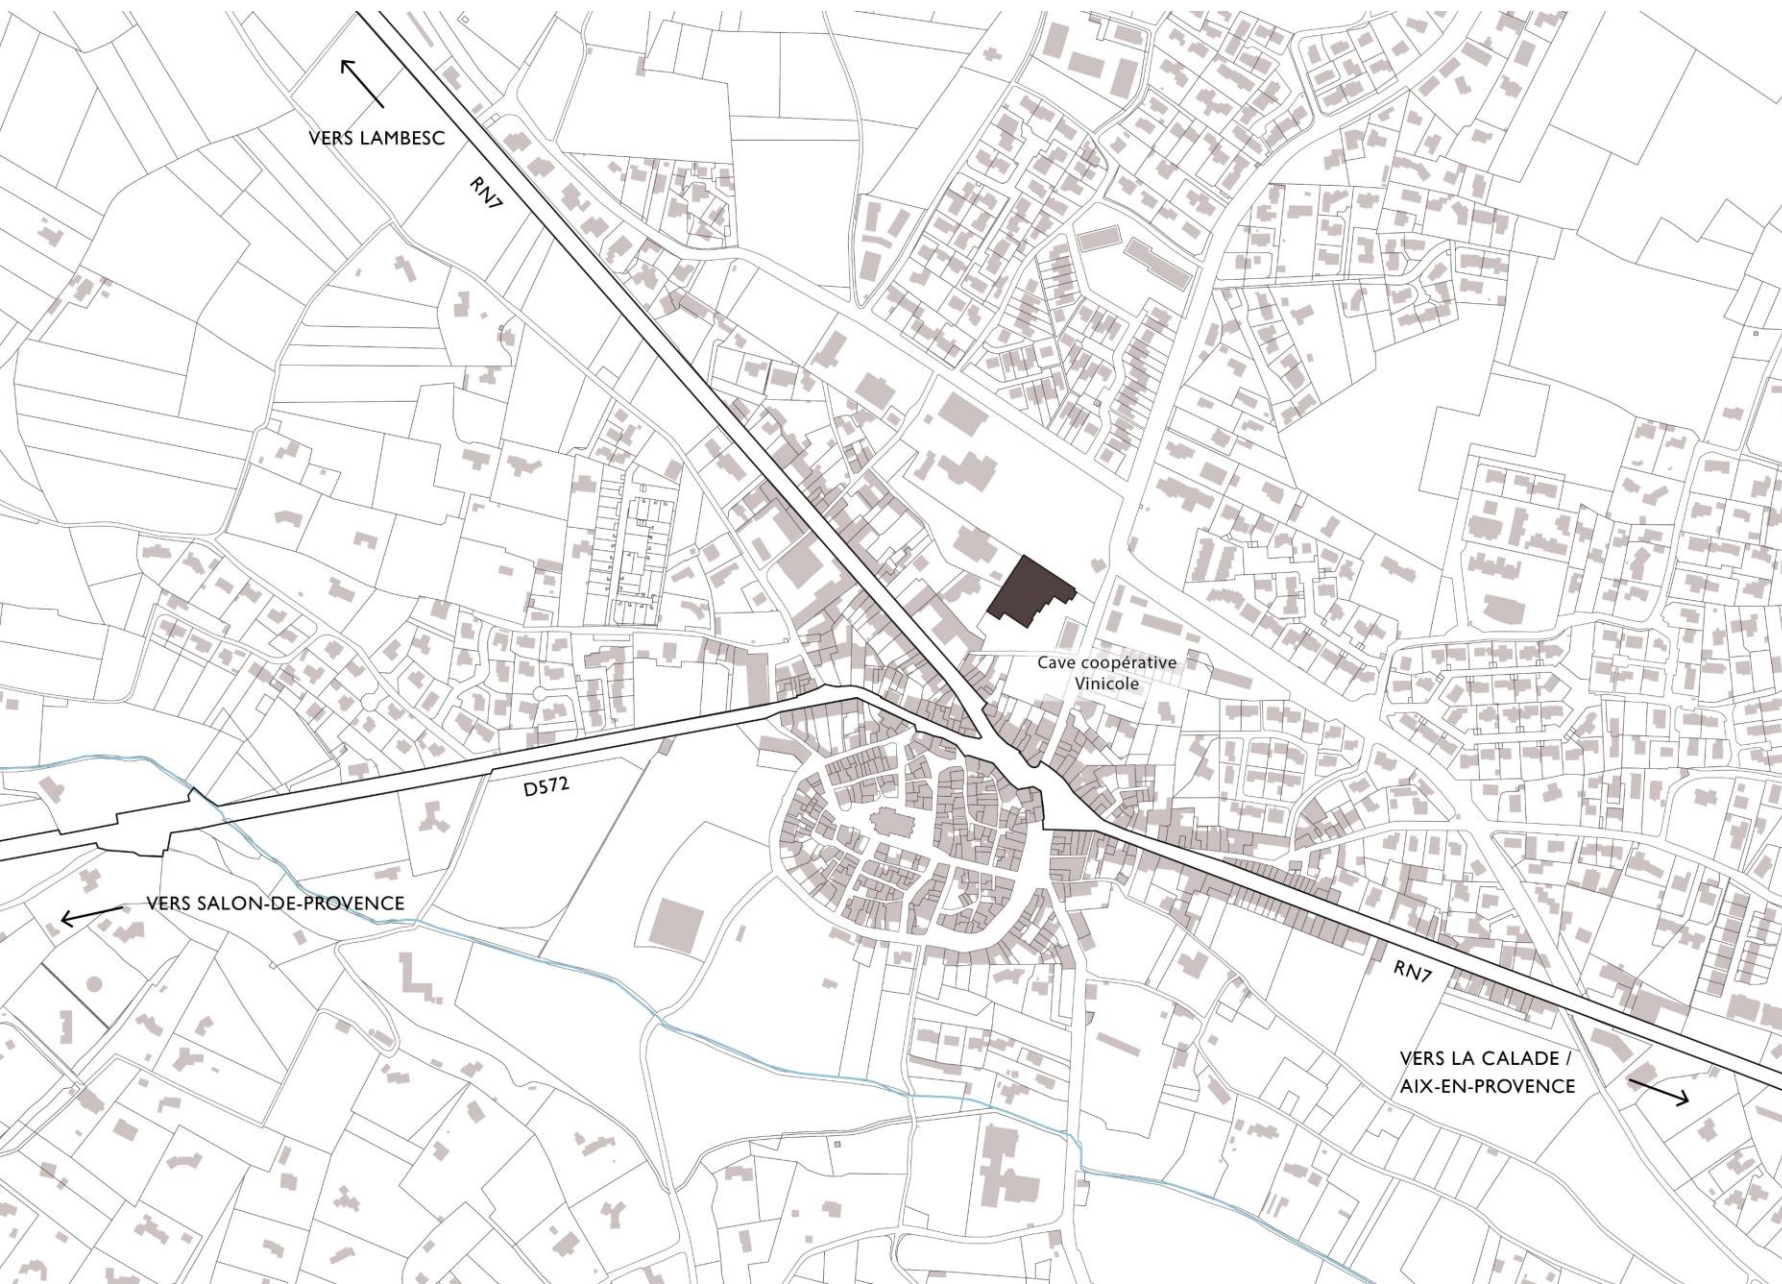 VERS LAMBESC
RN7
Cave coopérative
Vinicole
D572
VERS SALON-DE-PROVENCE
RN7
VERS LA CALADE /
AIX-EN-PROVENCE